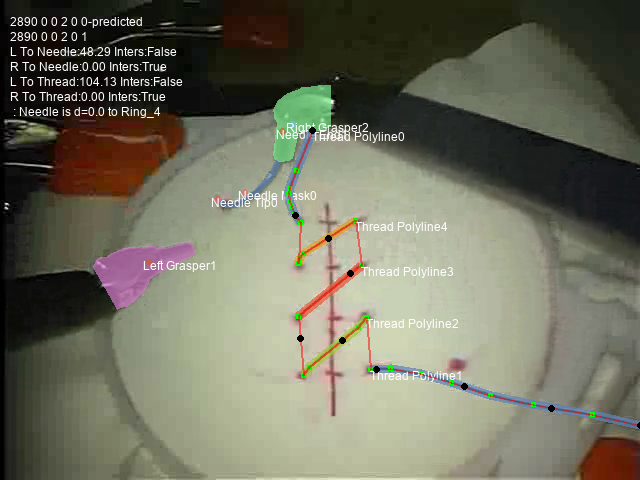 2890 0 0 2 0 0-predicted
2890 0 0 2 0 1
L To Needle:48.29 Inters:False
R To Needle:0.00 Inters:True
L To Thread:104.13 Inters:False
R To Thread:0.00 Inters:True
: Needle is d=0.0 to Ring_4
Right Grasper2
Thread Polyline0
Needle Mask0
Needle Tip0
Thread Polyline4
Left Grasper1
Thread Polyline3
Thread Polyline2
Thread Polyline1